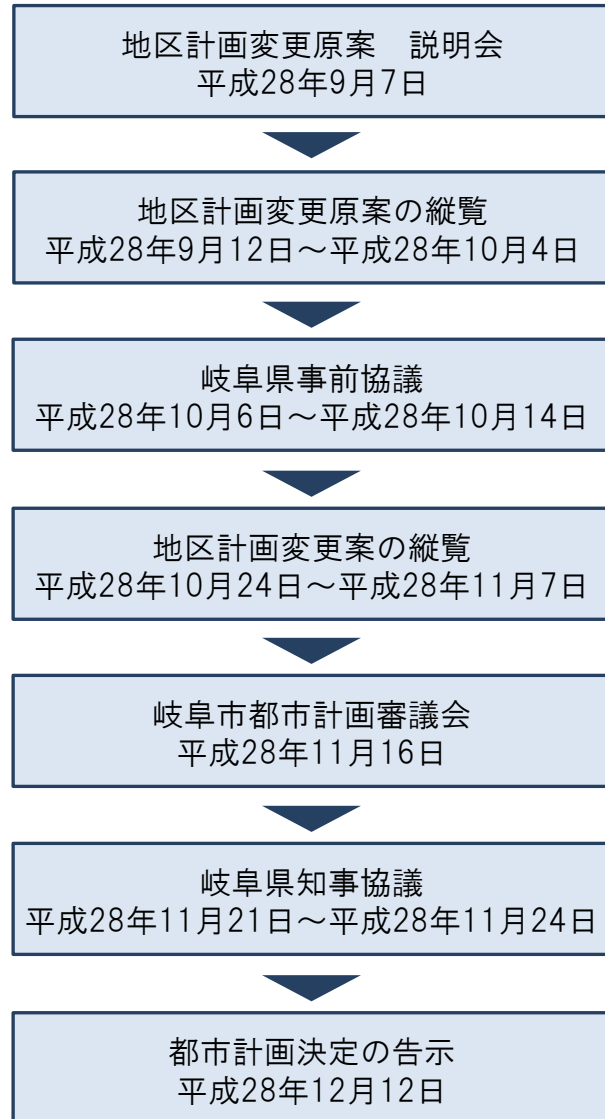 地区計画変更原案　説明会
平成28年9月7日
地区計画変更原案の縦覧
平成28年9月12日～平成28年10月4日
岐阜県事前協議
平成28年10月6日～平成28年10月14日
地区計画変更案の縦覧
平成28年10月24日～平成28年11月7日
岐阜市都市計画審議会
平成28年11月16日
岐阜県知事協議
平成28年11月21日～平成28年11月24日
都市計画決定の告示
平成28年12月12日